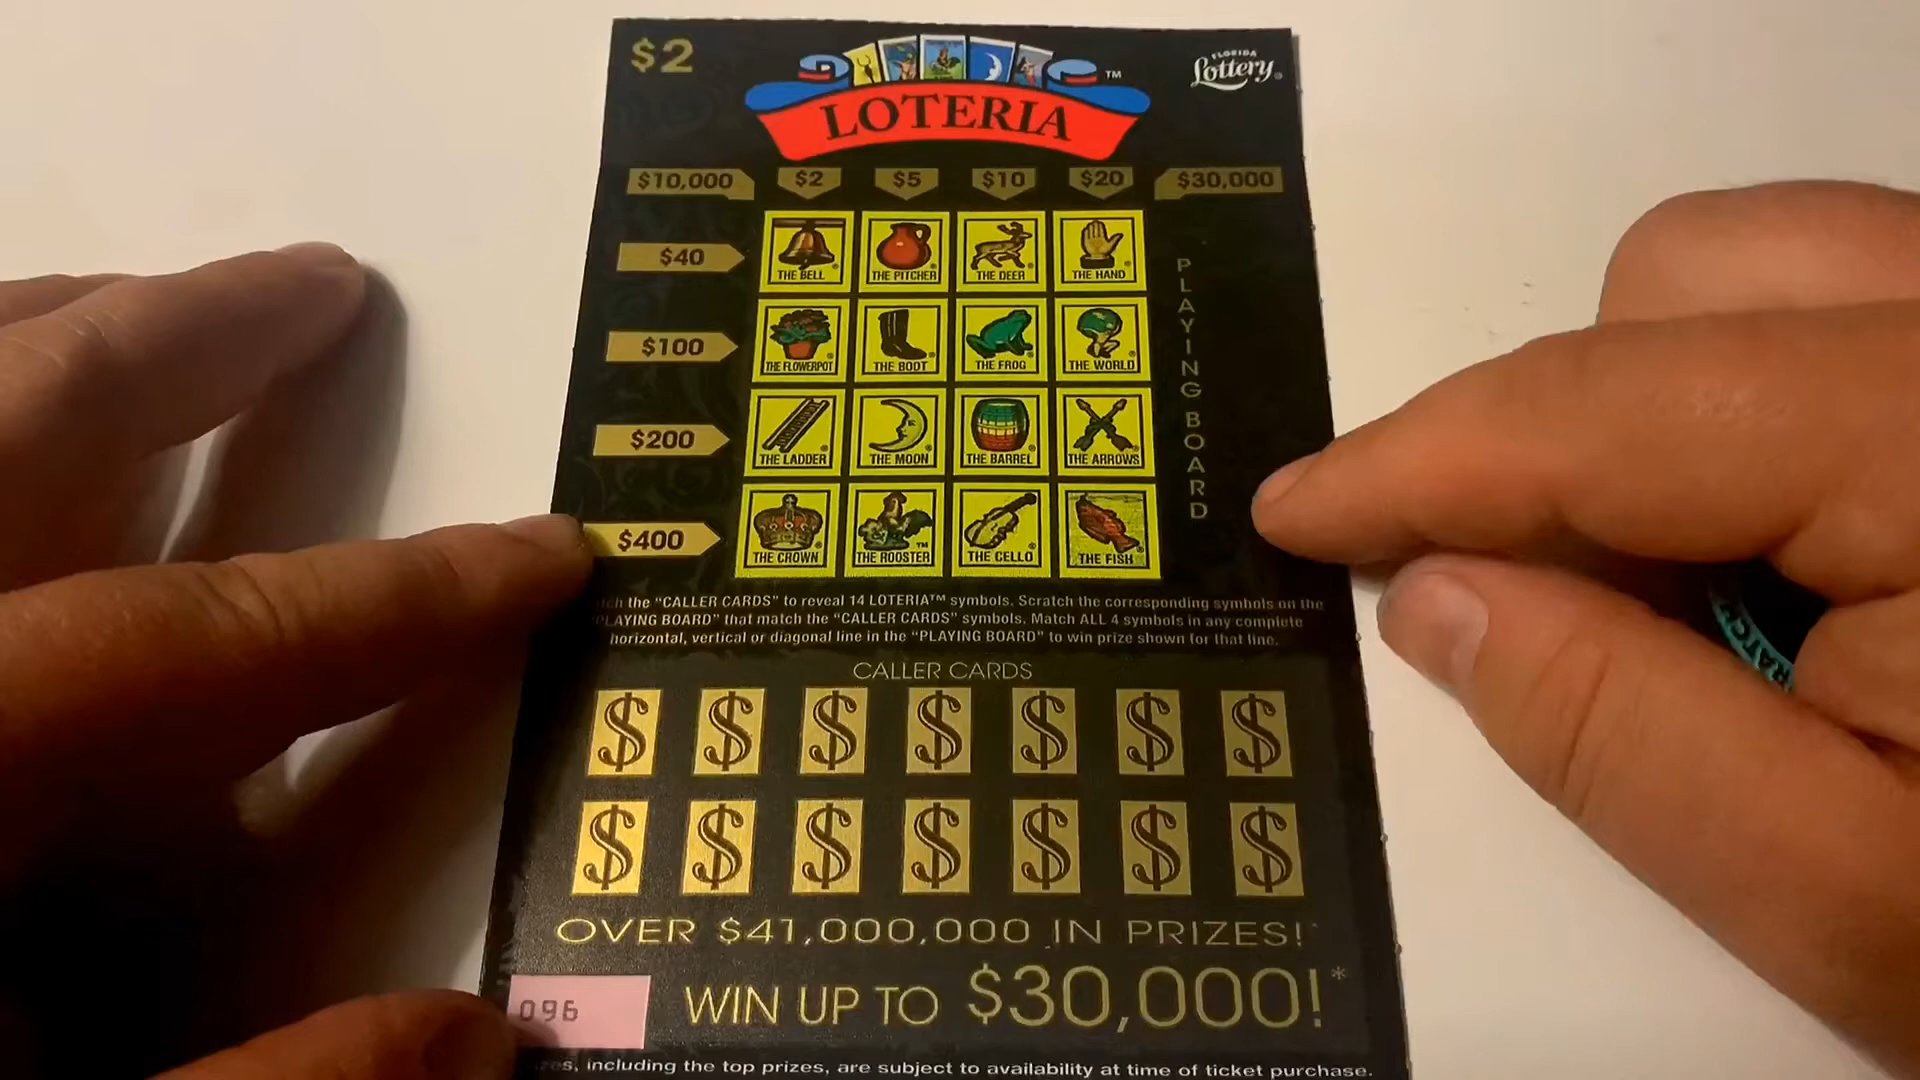 $2
FLORIDA
Lottery
LOTERIA™
$10,000 $2 $5 $10 $20 $30,000
$40
THE BELL THE PITCHER THE DEER THE HAND
$100
THE FLOWERPOT THE BOOT THE FROG THE WORLD
$200
THE LADDER THE MOON THE BARREL THE ARROWS
$400
THE CROWN THE ROOSTER™ THE CELLO THE FISH
PLAYING BOARD
the "CALLER CARDS" to reveal 14 LOTERIA™ symbols. Scratch the corresponding symbols on the
"PLAYING BOARD" that match the "CALLER CARDS" symbols. Match ALL 4 symbols in any complete
horizontal, vertical or diagonal line in the "PLAYING BOARD" to win prize shown for that line.
CALLER CARDS
$ $ $ $ $ $ $
$ $ $ $ $ $ $
OVER $41,000,000 IN PRIZES!
096
WIN UP TO $30,000!*
including the top prizes, are subject to availability at time of ticket purchase.